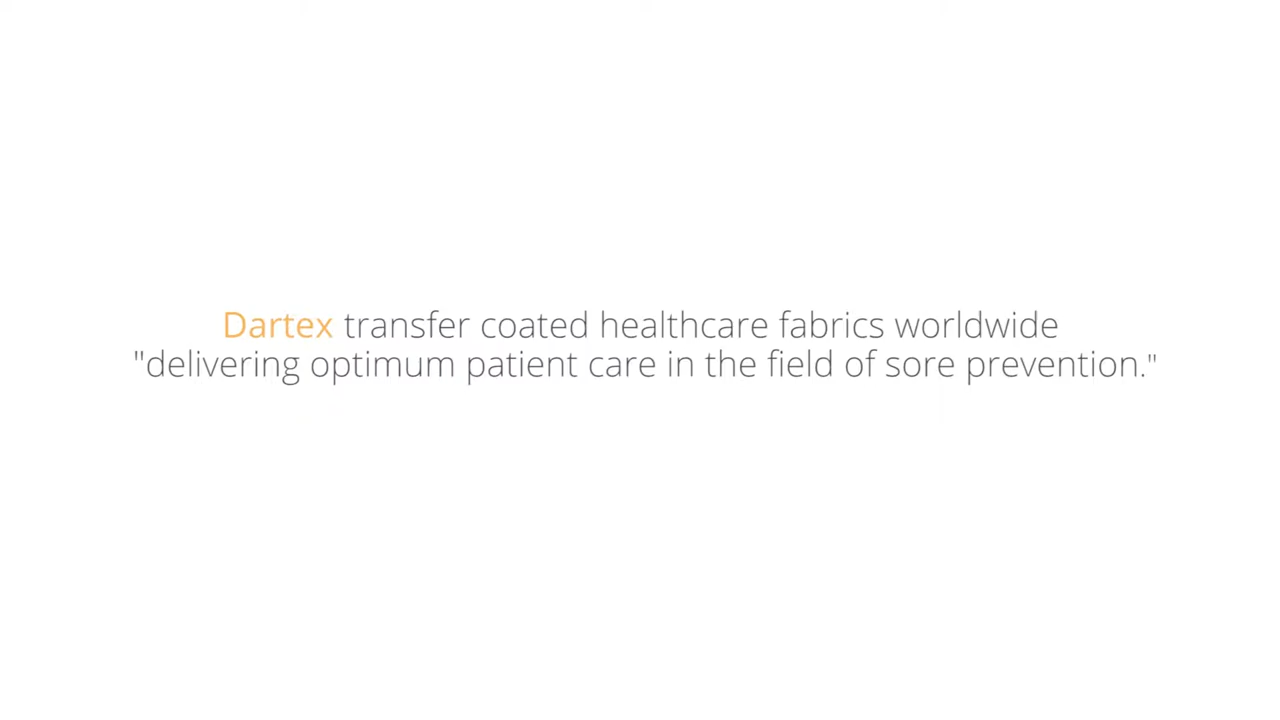 Dartex transfer coated healthcare fabrics worldwide
"delivering optimum patient care in the field of sore prevention."